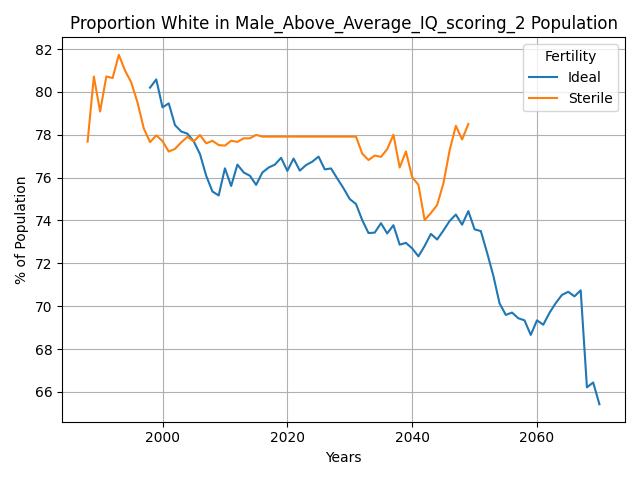 Proportion White in Male_Above_Average_IQ_scoring_2 Population
Fertility
Ideal
Sterile
% of Population
82
80
78
76
74
72
70
68
66
2000
2020
2040
2060
Years